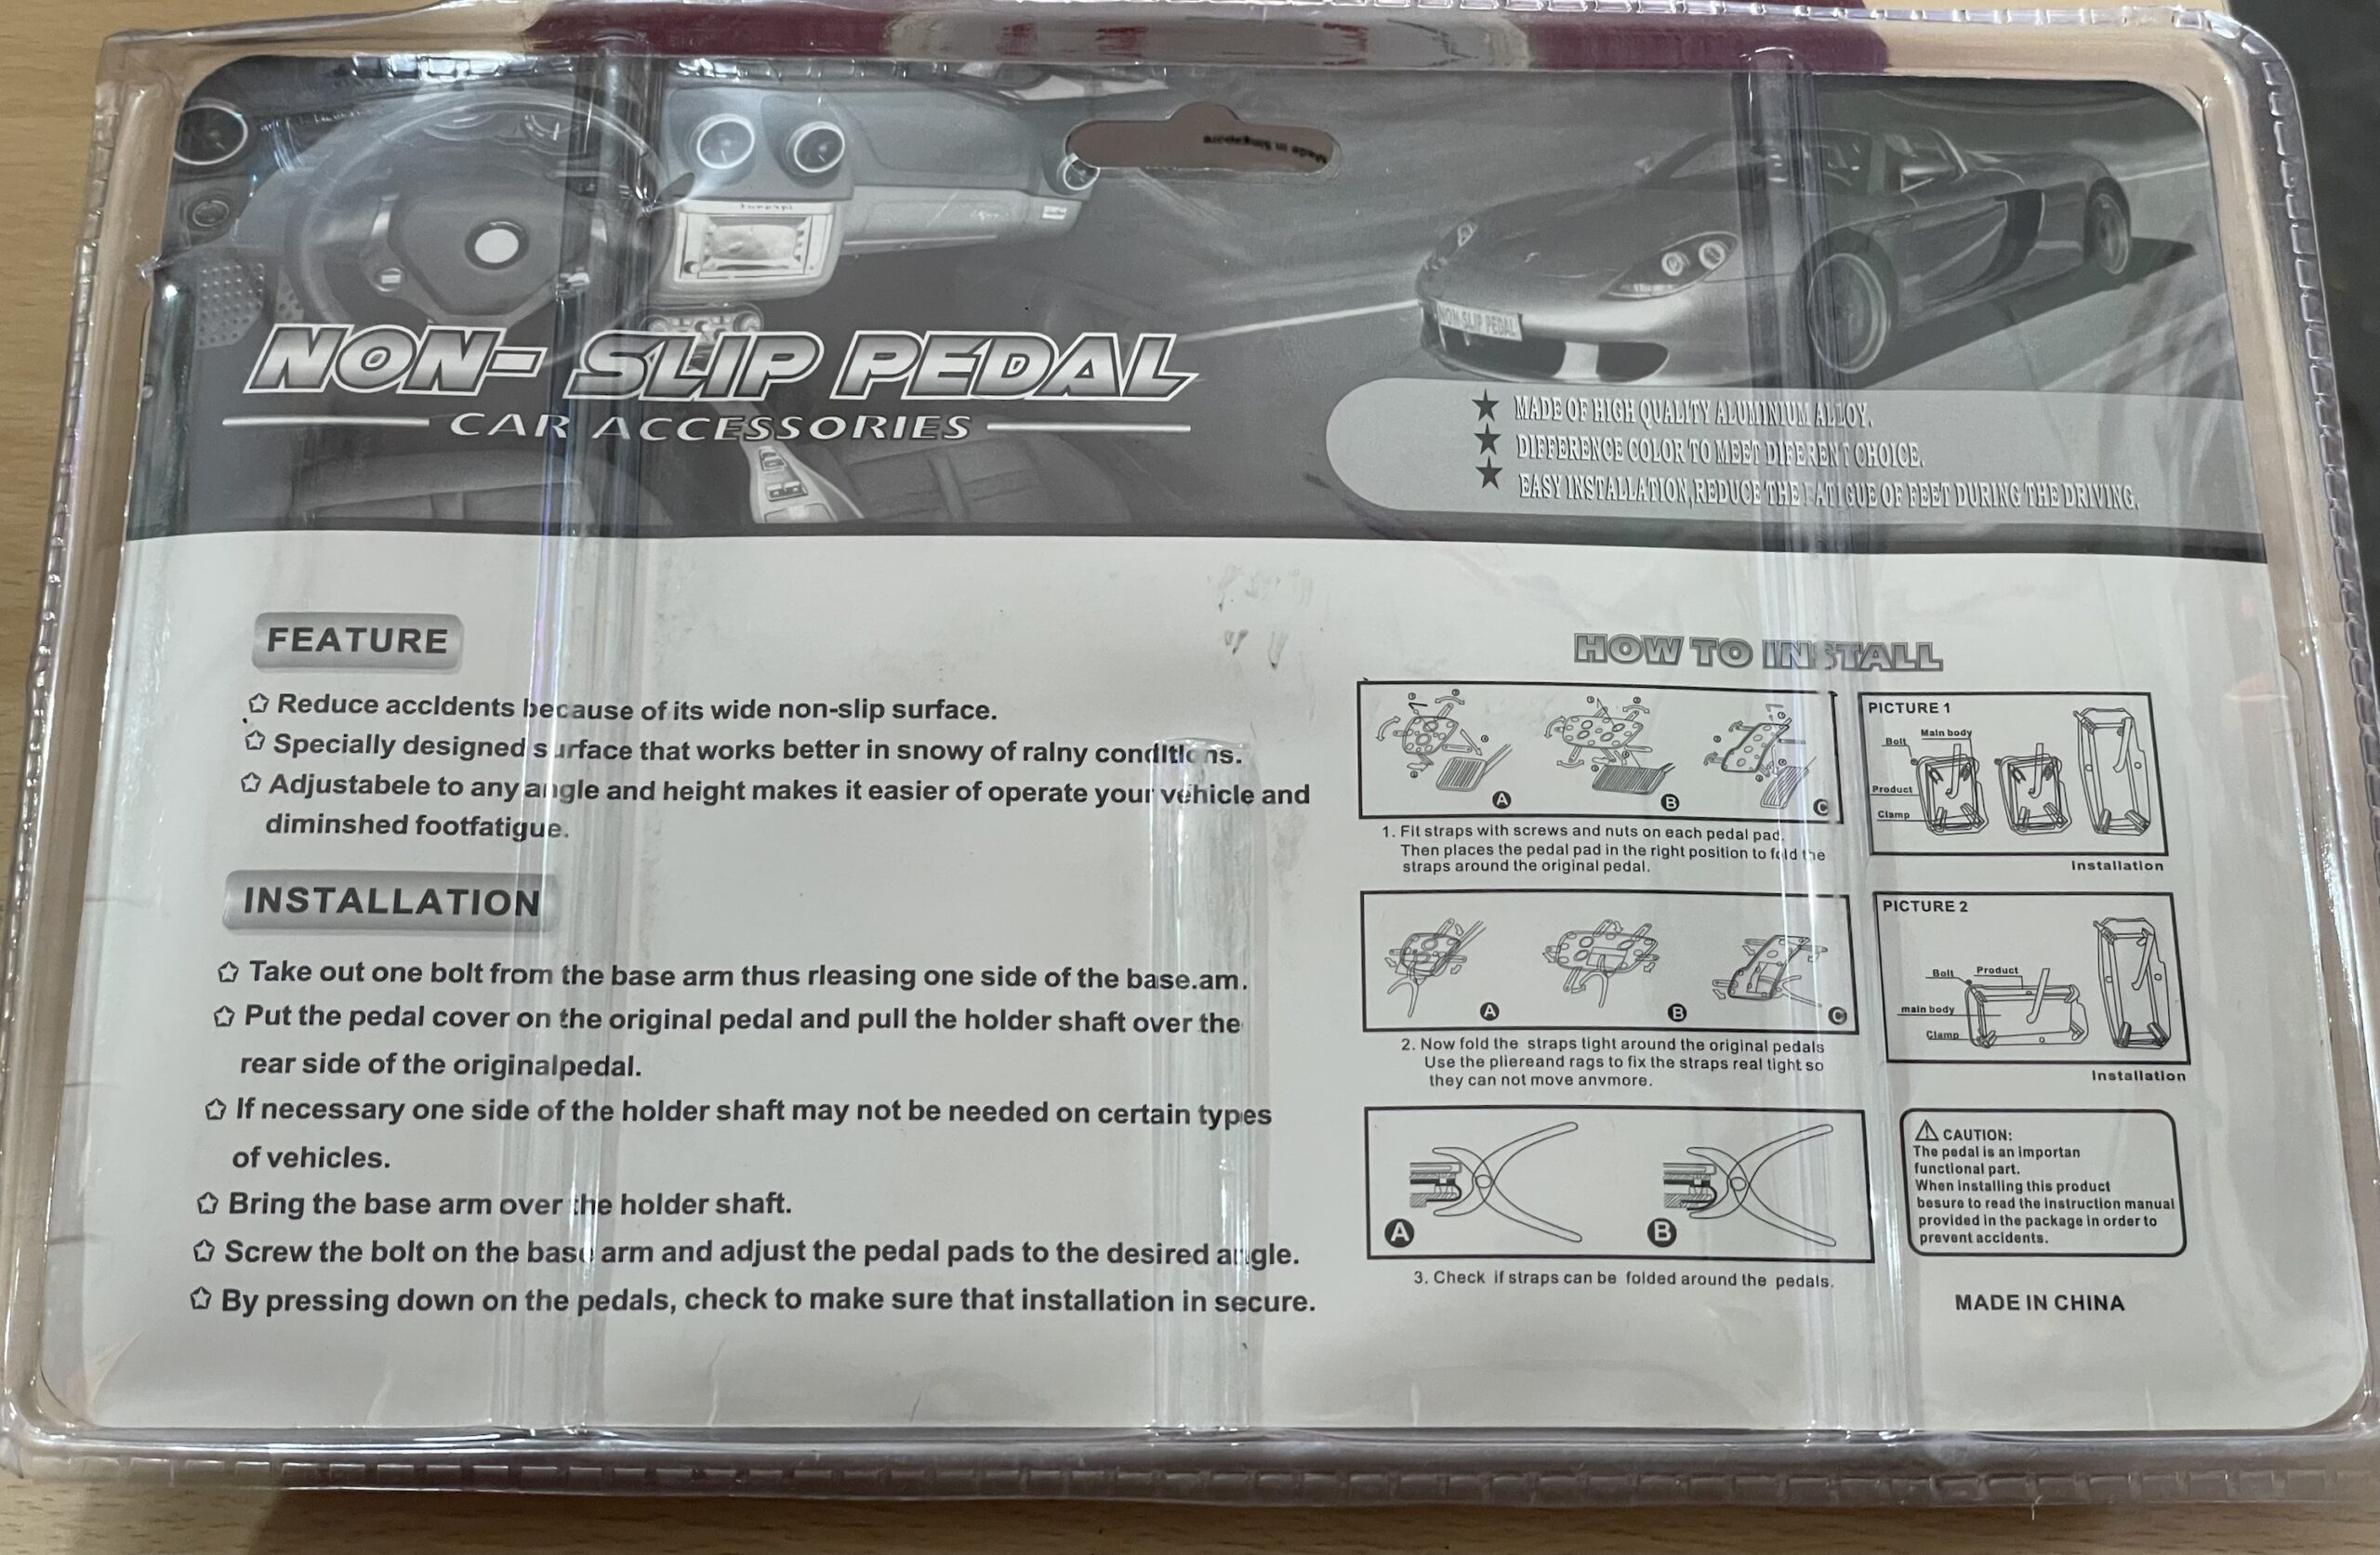 Made in Singapore
NON-SLIP PEDAL
NON- SLIP PEDAL
CAR ACCESSORIES
★ MADE OF HIGH QUALITY ALUMINIUM ALLOY.
★ DIFFERENCE COLOR TO MEET DIFERENT CHOICE.
★ EASY INSTALLATION,REDUCE THE FATIGUE OF FEET DURING THE DRIVING.
FEATURE
Reduce accIdents because of its wide non-slip surface.
Specially designed surface that works better in snowy of raIny condItIons.
Adjustabele to any angle and height makes it easier of operate your vehicle and
diminshed footfatigue.
INSTALLATION
Take out one bolt from the base arm thus rleasing one side of the base.am.
Put the pedal cover on the original pedal and pull the holder shaft over the
rear side of the originalpedal.
If necessary one side of the holder shaft may not be needed on certain types
of vehicles.
Bring the base arm over the holder shaft.
Screw the bolt on the base arm and adjust the pedal pads to the desired angle.
By pressing down on the pedals, check to make sure that installation in secure.
HOW TO INSTALL
A B C
1. Fit straps with screws and nuts on each pedal pad.
Then places the pedal pad in the right position to fold the
straps around the original pedal.
A B C
2. Now fold the straps tight around the original pedals
Use the pliereand rags to fix the straps real tight so
they can not move anvmore.
A B
3. Check if straps can be folded around the pedals.
PICTURE 1
Main body
Bolt
Product
Clamp
Installation
PICTURE 2
Bolt Product
main body
Clamp
Installation
⚠ CAUTION:
The pedal is an importan
functional part.
When installing this product
besure to read the instruction manual
provided in the package in order to
prevent accidents.
MADE IN CHINA